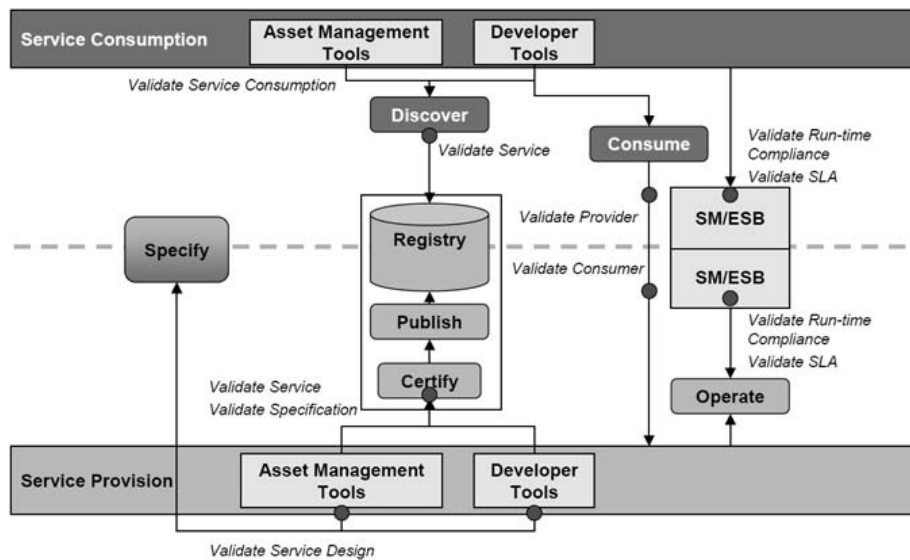 Service Consumption
Asset Management
Tools
Developer
Tools
Validate Service Consumption
Discover
Validate Service
Consume
Validate Run-time
Compliance
Validate SLA
Validate Provider
SM/ESB
Registry
Specify
Validate Consumer
SM/ESB
Publish
Validate Run-time
Compliance
Validate SLA
Certify
Validate Service
Validate Specification
Operate
Service Provision
Asset Management
Tools
Developer
Tools
Validate Service Design